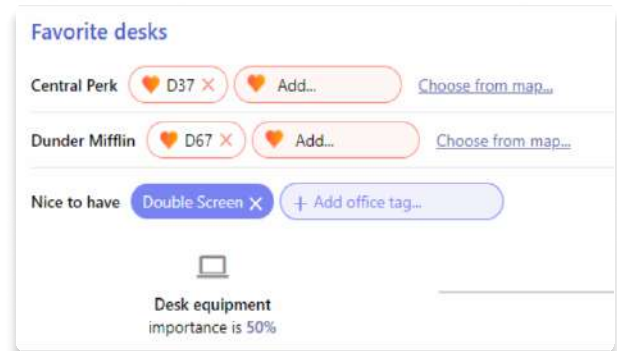 Favorite desks
Central Perk D37 × Add... Choose from map...
Dunder Mifflin D67 × Add... Choose from map...
Nice to have Double Screen × + Add office tag...
Desk equipment
importance is 50%